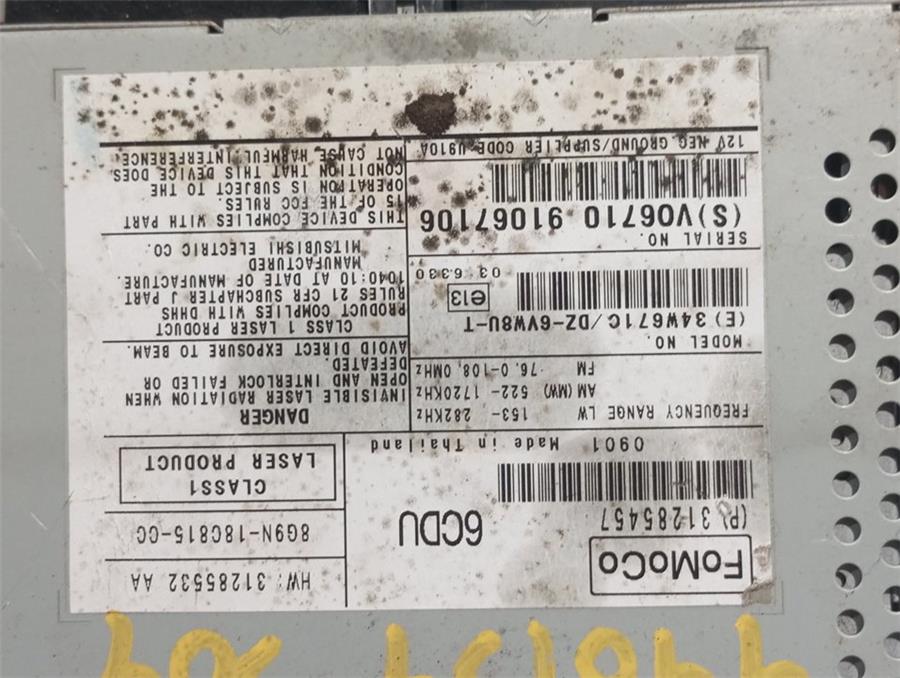 FoMoCo
(P) 31285457
6CDU
0901 Made in Thailand
HW: 31285532 AA
8G9N-18C815-CC
CLASS1
LASER PRODUCT
FREQUENCY RANGE LW 153- 282KHz
AM (MW) 522- 1720KHz
FM 76.0-108.0MHz
MODEL NO.
(E) 34W671C/DZ-6VW8U-T
e13
03 6330
SERIAL NO.
(S) V06710 91067106
12V NEG GROUND/SUPPLIER CODE-U910A
DANGER
INVISIBLE LASER RADIATION WHEN
OPEN AND INTERLOCK FAILED OR
DEFEATED.
AVOID DIRECT EXPOSURE TO BEAM.
CLASS 1 LASER PRODUCT
PRODUCT COMPLIES WITH DHHS
RULES 21 CFR SUBCHAPTER J PART
1040:10 AT DATE OF MANUFACTURE.
MANUFACTURED
MITSUBISHI ELECTRIC CO.
THIS DEVICE COMPLIES WITH PART
15 OF THE FCC RULES.
OPERATION IS SUBJECT TO THE
CONDITION THAT THIS DEVICE DOES
NOT CAUSE HARMFUL INTERFERENCE.